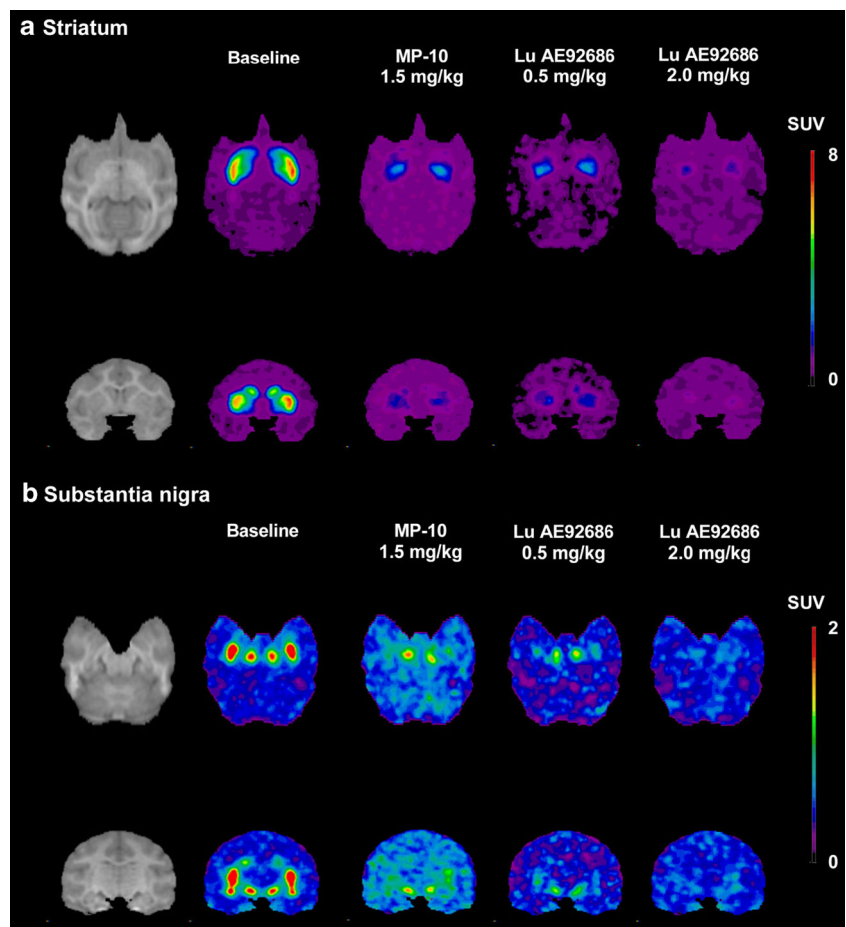 a Striatum
Baseline
MP-10
1.5 mg/kg
Lu AE92686
0.5 mg/kg
Lu AE92686
2.0 mg/kg
SUV
8
0
b Substantia nigra
Baseline
MP-10
1.5 mg/kg
Lu AE92686
0.5 mg/kg
Lu AE92686
2.0 mg/kg
SUV
2
0